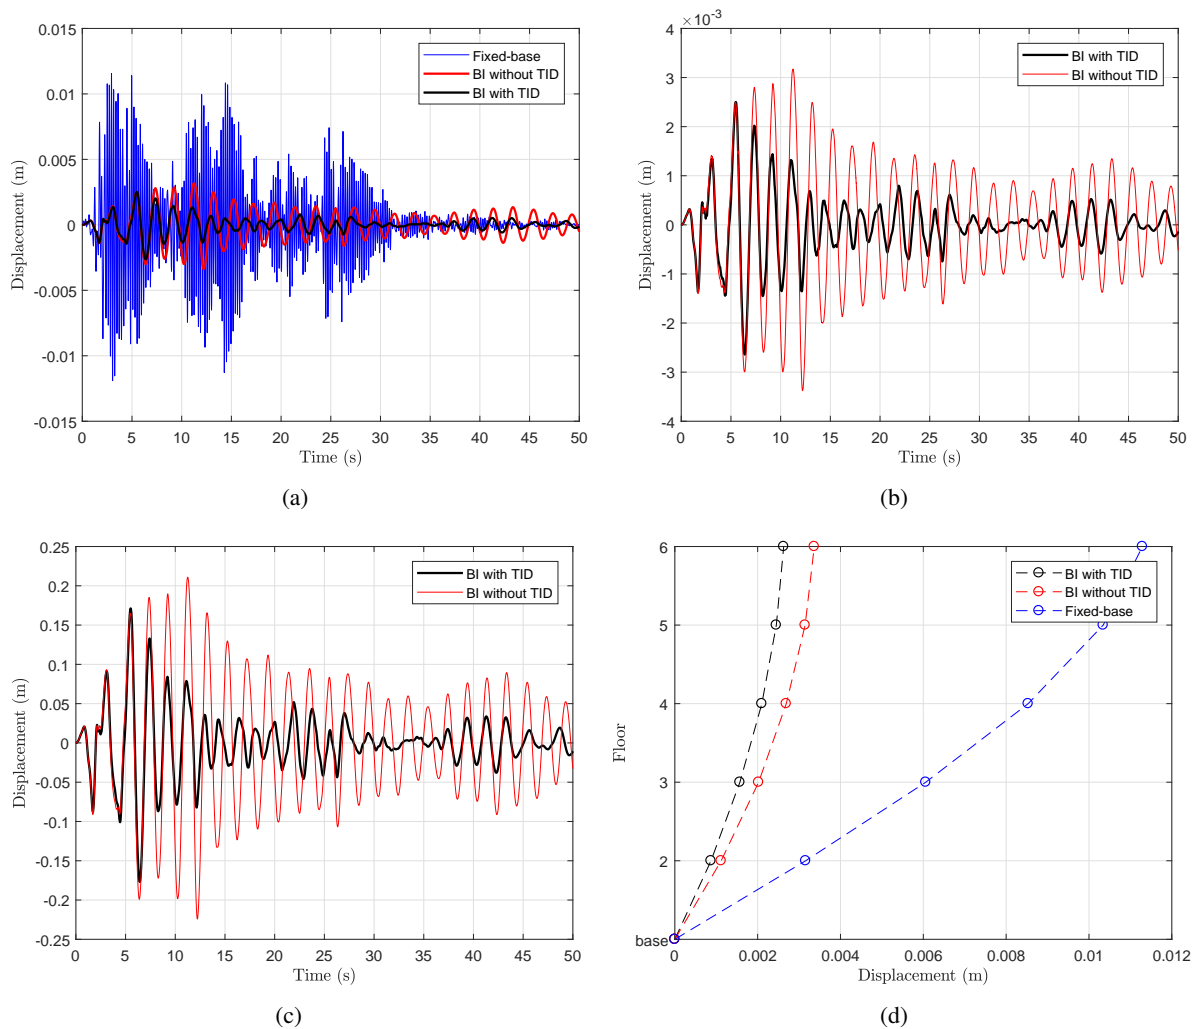 0.015
0.01
0.005
0
-0.005
-0.01
-0.015
Displacement (m)
Fixed-base
BI without TID
BI with TID
0 5 10 15 20 25 30 35 40 45 50
Time (s)
(a)
×10⁻³
4
3
2
1
0
-1
-2
-3
-4
Displacement (m)
BI with TID
BI without TID
0 5 10 15 20 25 30 35 40 45 50
Time (s)
(b)
0.25
0.2
0.15
0.1
0.05
0
-0.05
-0.1
-0.15
-0.2
-0.25
Displacement (m)
BI with TID
BI without TID
0 5 10 15 20 25 30 35 40 45 50
Time (s)
(c)
6
5
4
3
2
base
Floor
BI with TID
BI without TID
Fixed-base
0 0.002 0.004 0.006 0.008 0.01 0.012
Displacement (m)
(d)